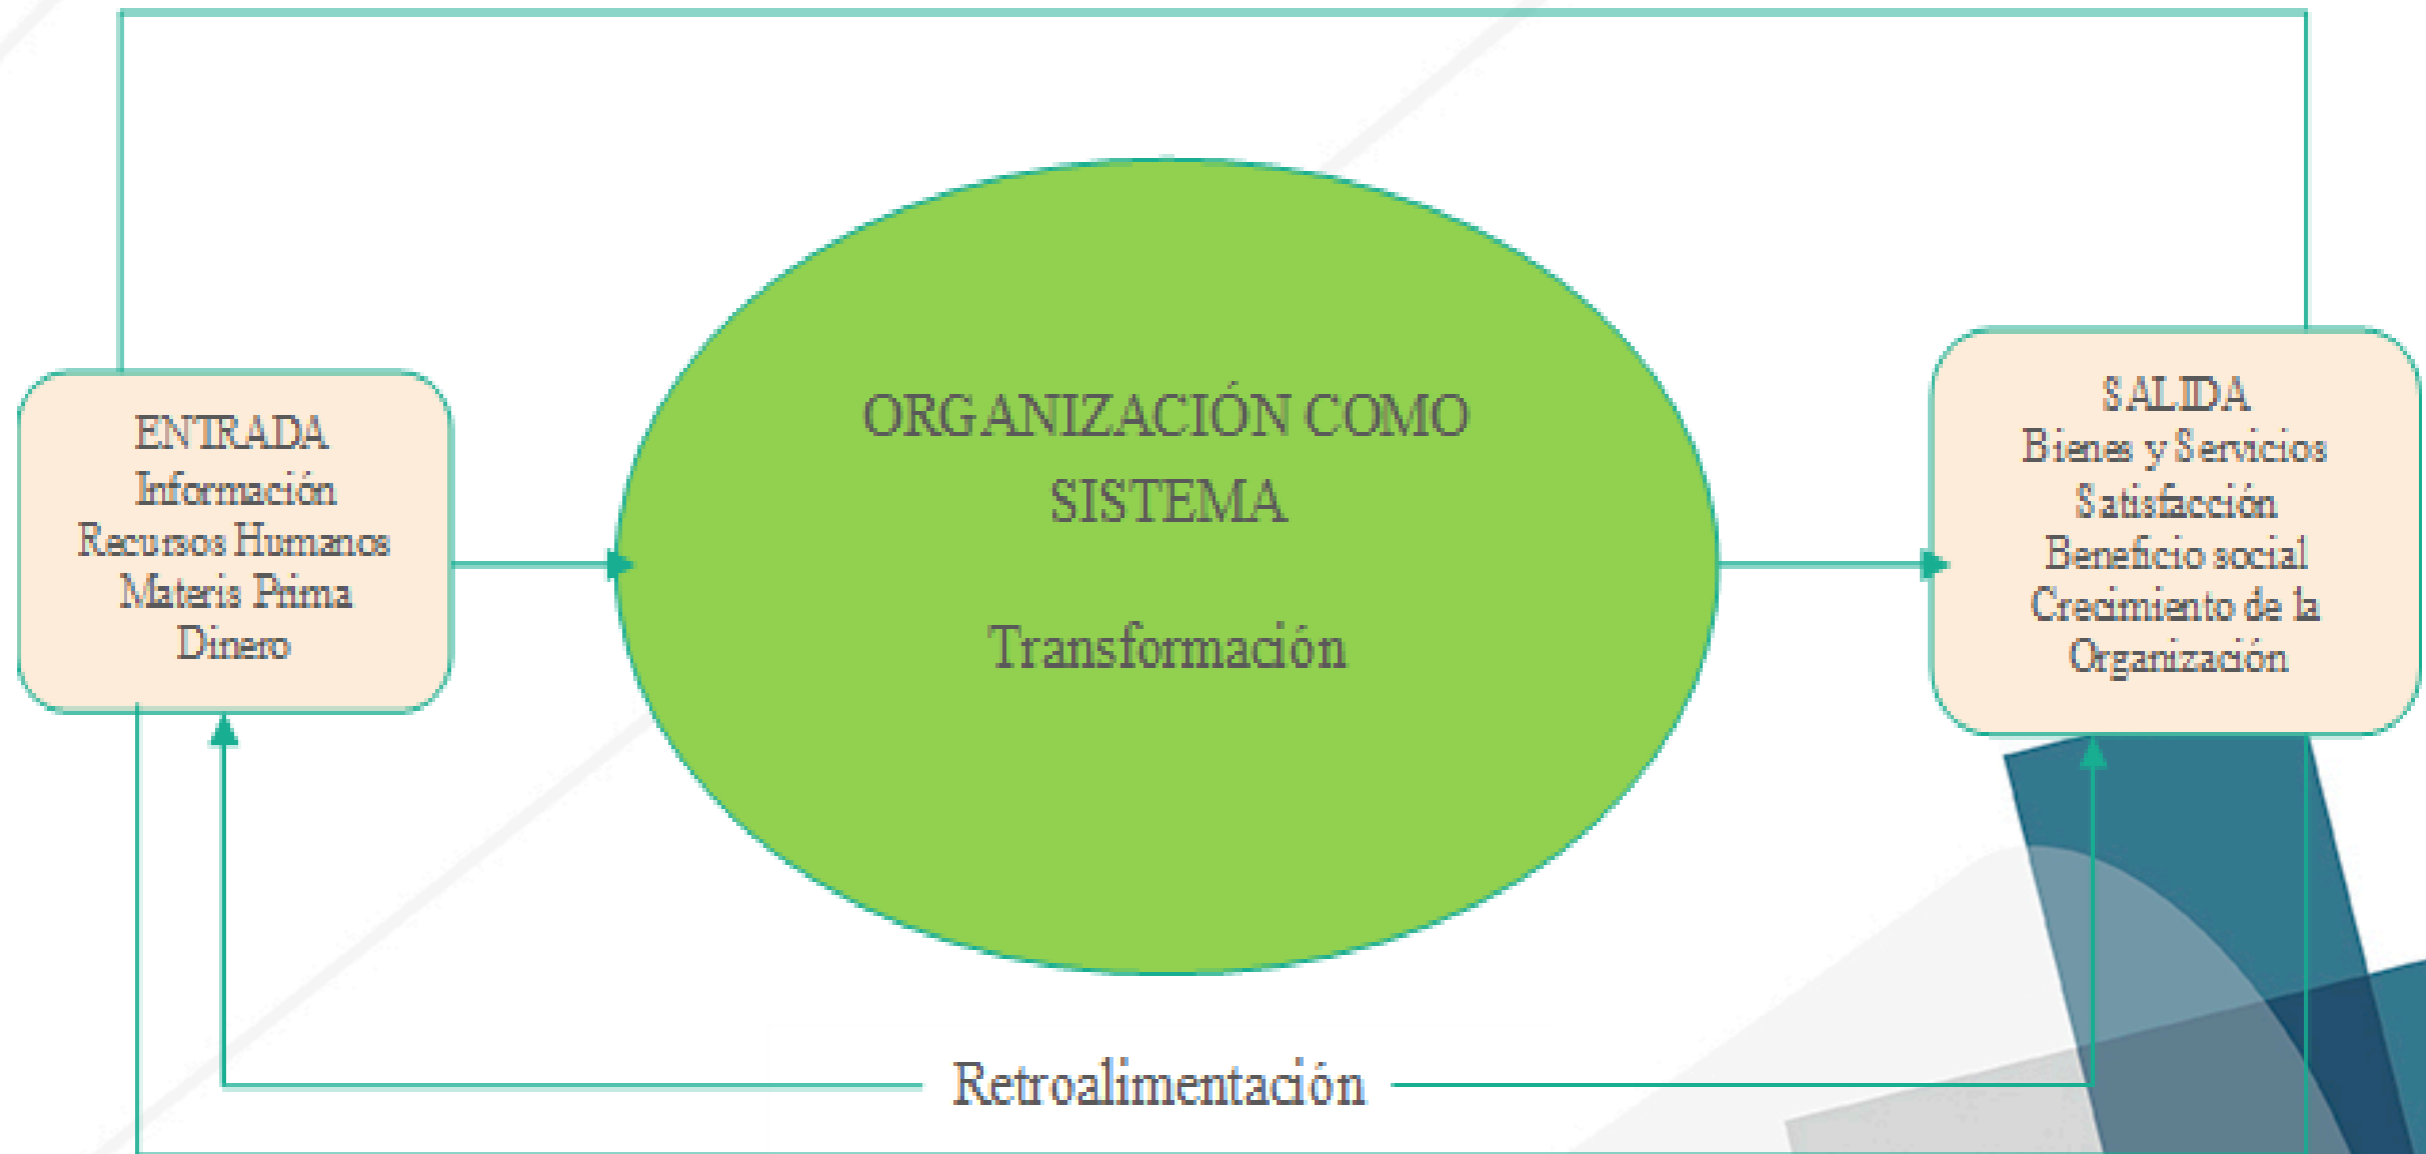 ENTRADA
Información
Recursos Humanos
Materis Prima
Dinero
ORGANIZACIÓN COMO
SISTEMA
Transformación
SALIDA
Bienes y Servicios
Satisfacción
Beneficio social
Crecimiento de la
Organización
Retroalimentación